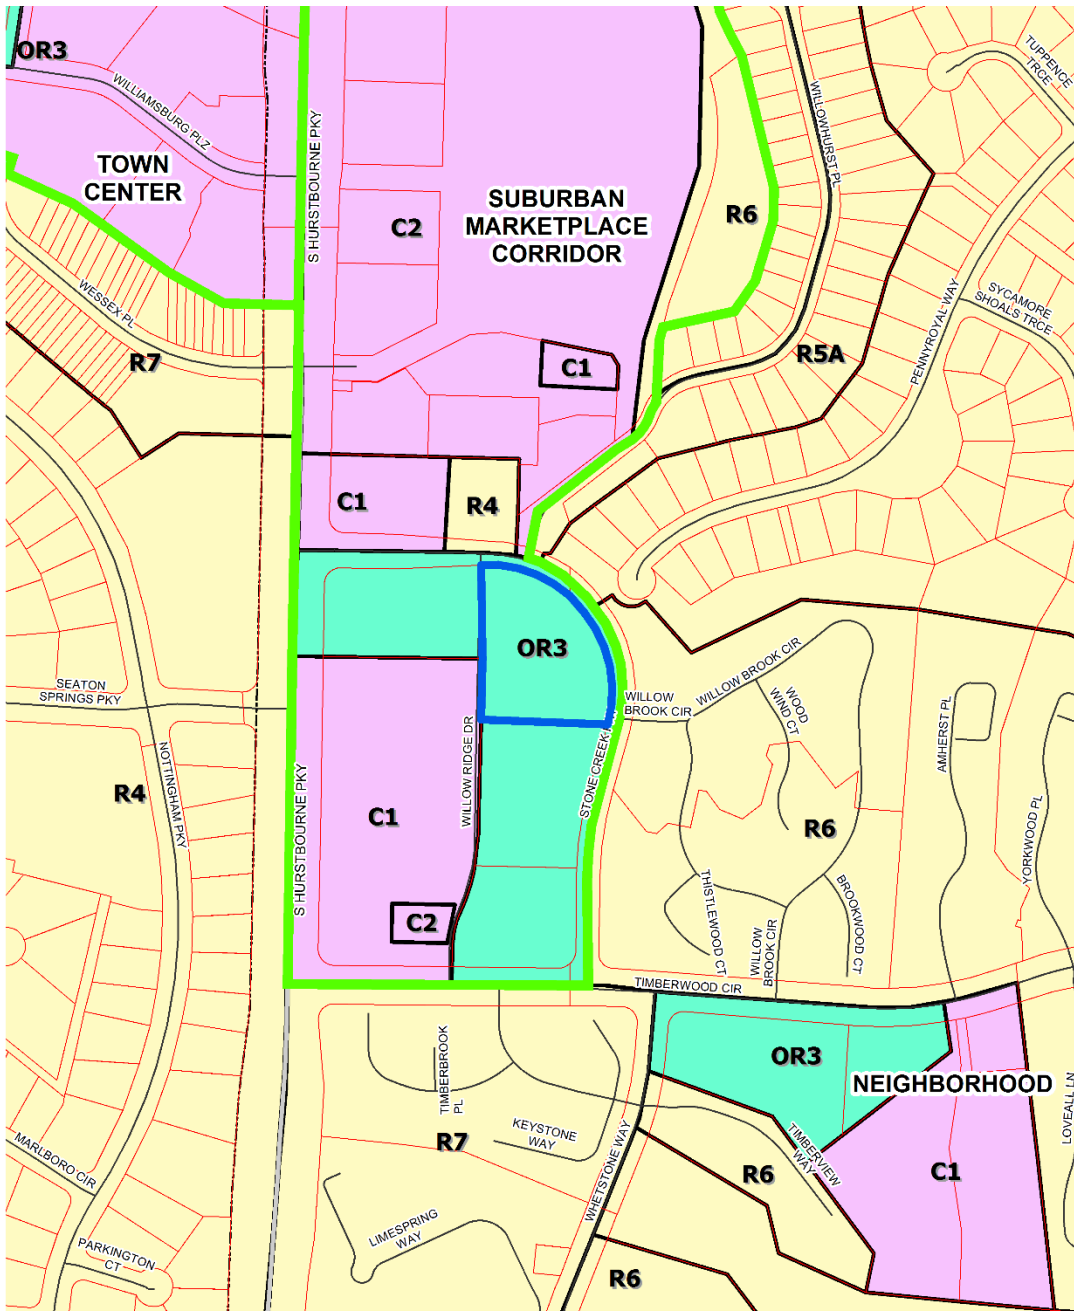 OR3
TUPPENCE
TRCE
WILLIAMSBURG PLZ
WILLOWHURST PL
S HURSTBOURNE PKY
TOWN
CENTER
SUBURBAN
MARKETPLACE
CORRIDOR
C2
R6
WESSEX PL
SYCAMORE
SHOALS TRCE
PENNYROYAL WAY
R7
C1
R5A
C1
R4
OR3
SEATON
SPRINGS PKY
WILLOW
BROOK CIR
WILLOW BROOK CIR
WOOD
WIND CT
AMHERST PL
NOTTINGHAM PKY
WILLOW RIDGE DR
STONE CREEK
S HURSTBOURNE PKY
R4
C1
R6
YORKWOOD PL
C2
THISTLEWOOD CT
WILLOW
BROOK CIR
BROOKWOOD CT
TIMBERWOOD CIR
OR3
NEIGHBORHOOD
TIMBERBROOK
PL
KEYSTONE
WAY
R7
LOVEALL LN
TIMBERVIEW
WAY
MARLBORO CIR
WHETSTONE WAY
R6
C1
LIMESPRING
WAY
PARKINGTON
CT
R6